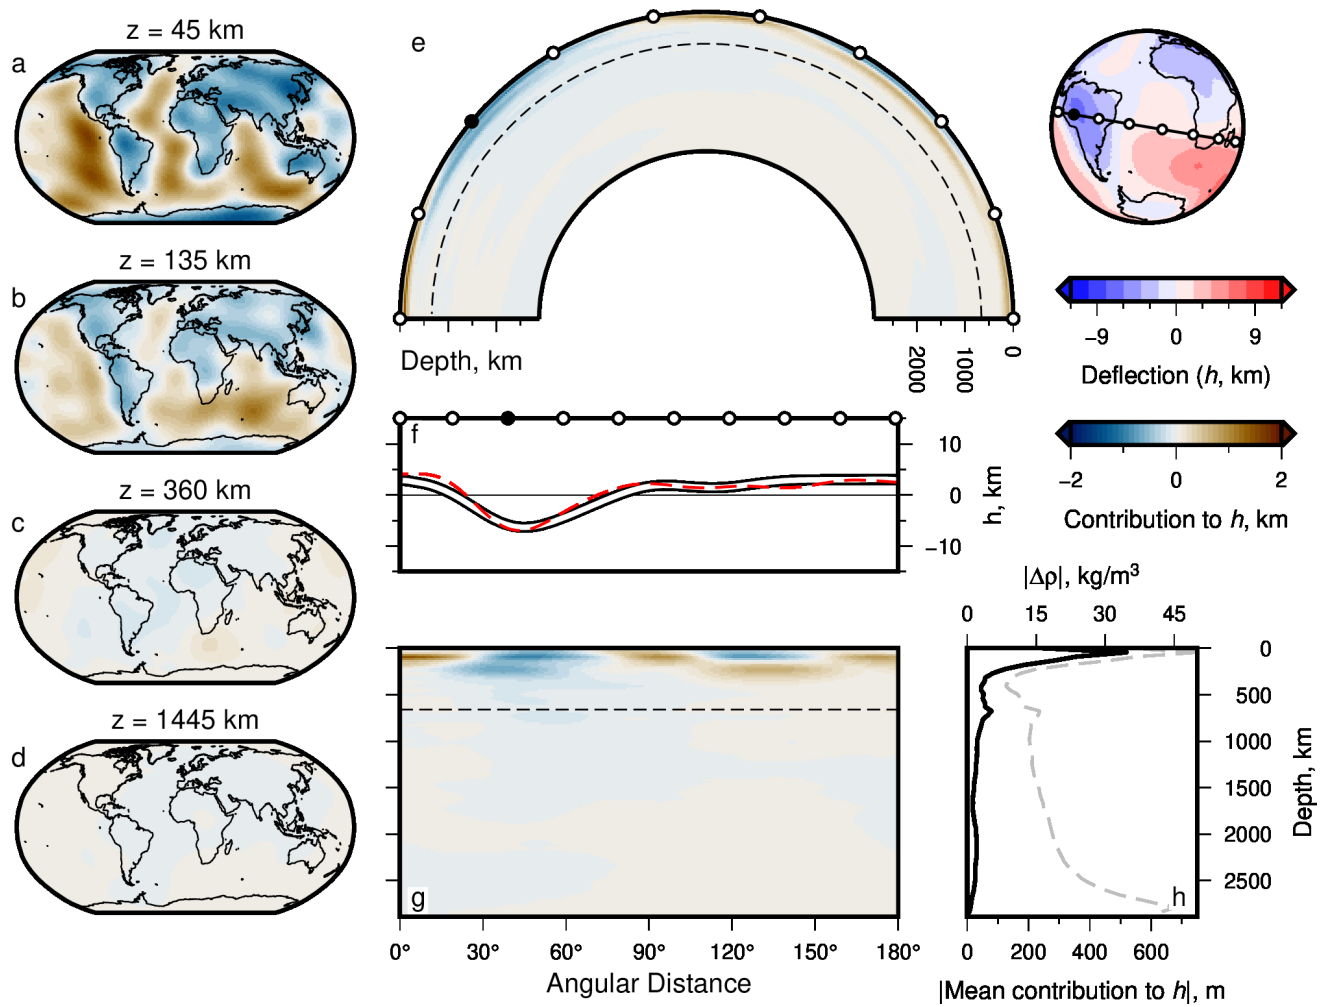 z = 45 km
a
z = 135 km
b
z = 360 km
c
z = 1445 km
d
e
Depth, km
2000
1000
0
−9 0 9
Deflection (h, km)
−2 0 2
Contribution to h, km
f
10
0
−10
h, km
g
0° 30° 60° 90° 120° 150° 180°
Angular Distance
|Δρ|, kg/m³
0 15 30 45
0
500
1000
1500
2000
2500
Depth, km
h
0 200 400 600
|Mean contribution to h|, m